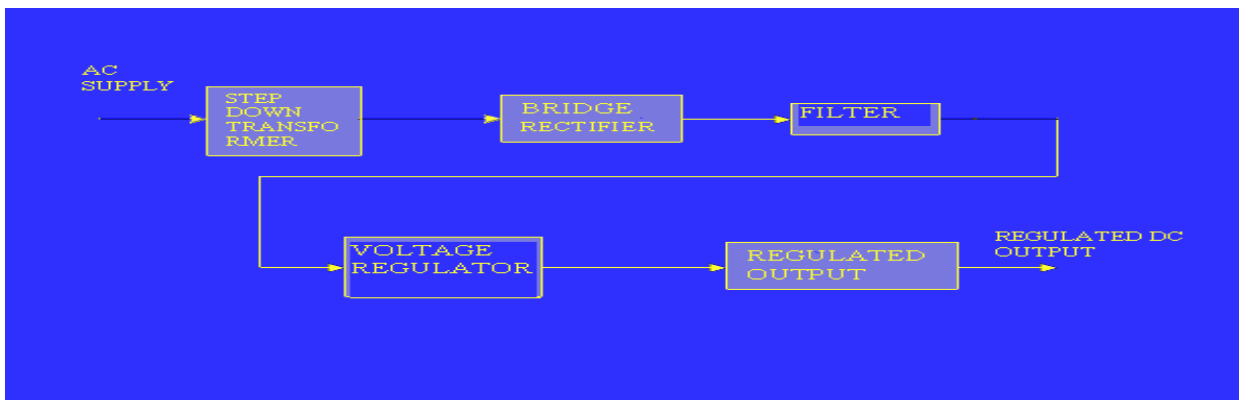 AC
SUPPLY
STEP
DOWN
TRANSFO
RMER
BRIDGE
RECTIFIER
FILTER
VOLTAGE
REGULATOR
REGULATED
OUTPUT
REGULATED DC
OUTPUT